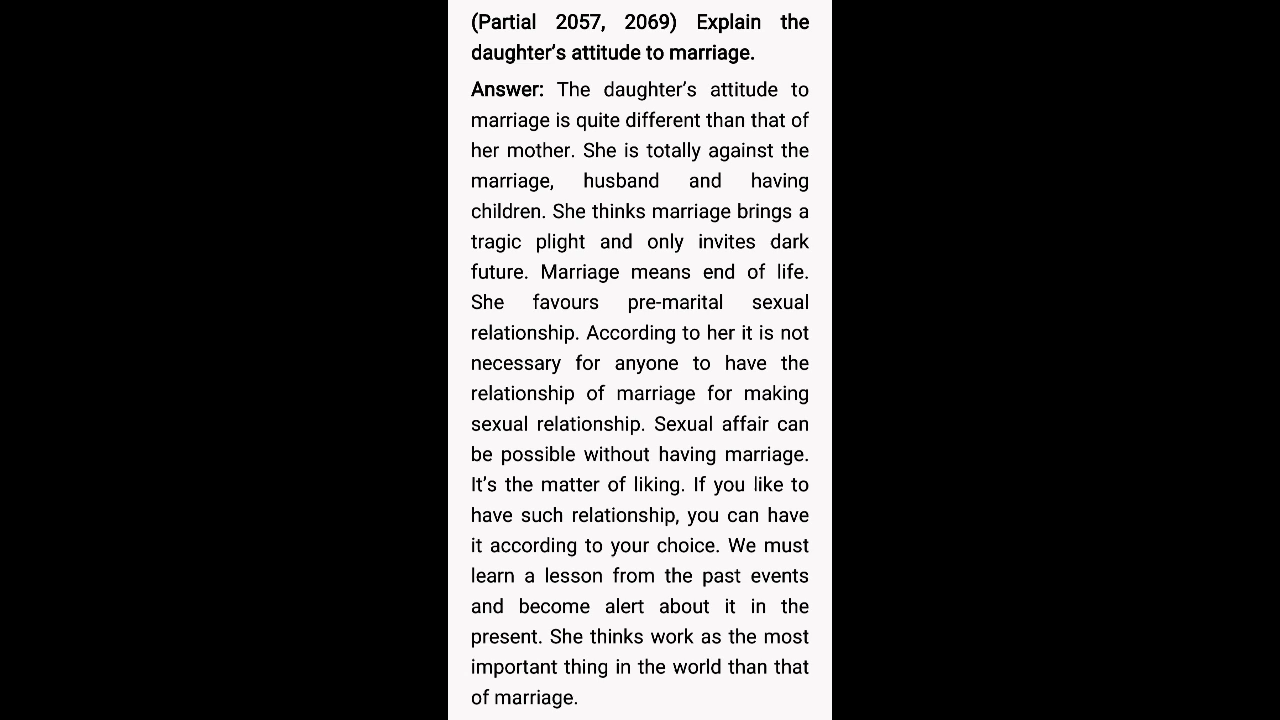 (Partial 2057, 2069) Explain the
daughter’s attitude to marriage.
Answer: The daughter’s attitude to
marriage is quite different than that of
her mother. She is totally against the
marriage, husband and having
children. She thinks marriage brings a
tragic plight and only invites dark
future. Marriage means end of life.
She favours pre-marital sexual
relationship. According to her it is not
necessary for anyone to have the
relationship of marriage for making
sexual relationship. Sexual affair can
be possible without having marriage.
It’s the matter of liking. If you like to
have such relationship, you can have
it according to your choice. We must
learn a lesson from the past events
and become alert about it in the
present. She thinks work as the most
important thing in the world than that
of marriage.